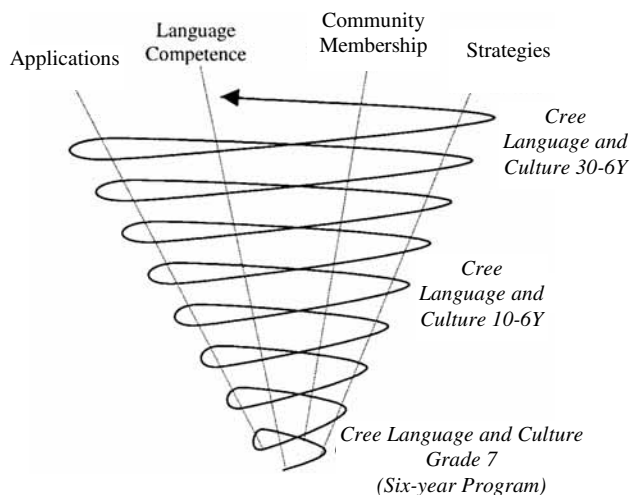 Applications
Language
Competence
Community
Membership
Strategies
Cree
Language and
Culture 30-6Y
Cree
Language and
Culture 10-6Y
Cree Language and Culture
Grade 7
(Six-year Program)